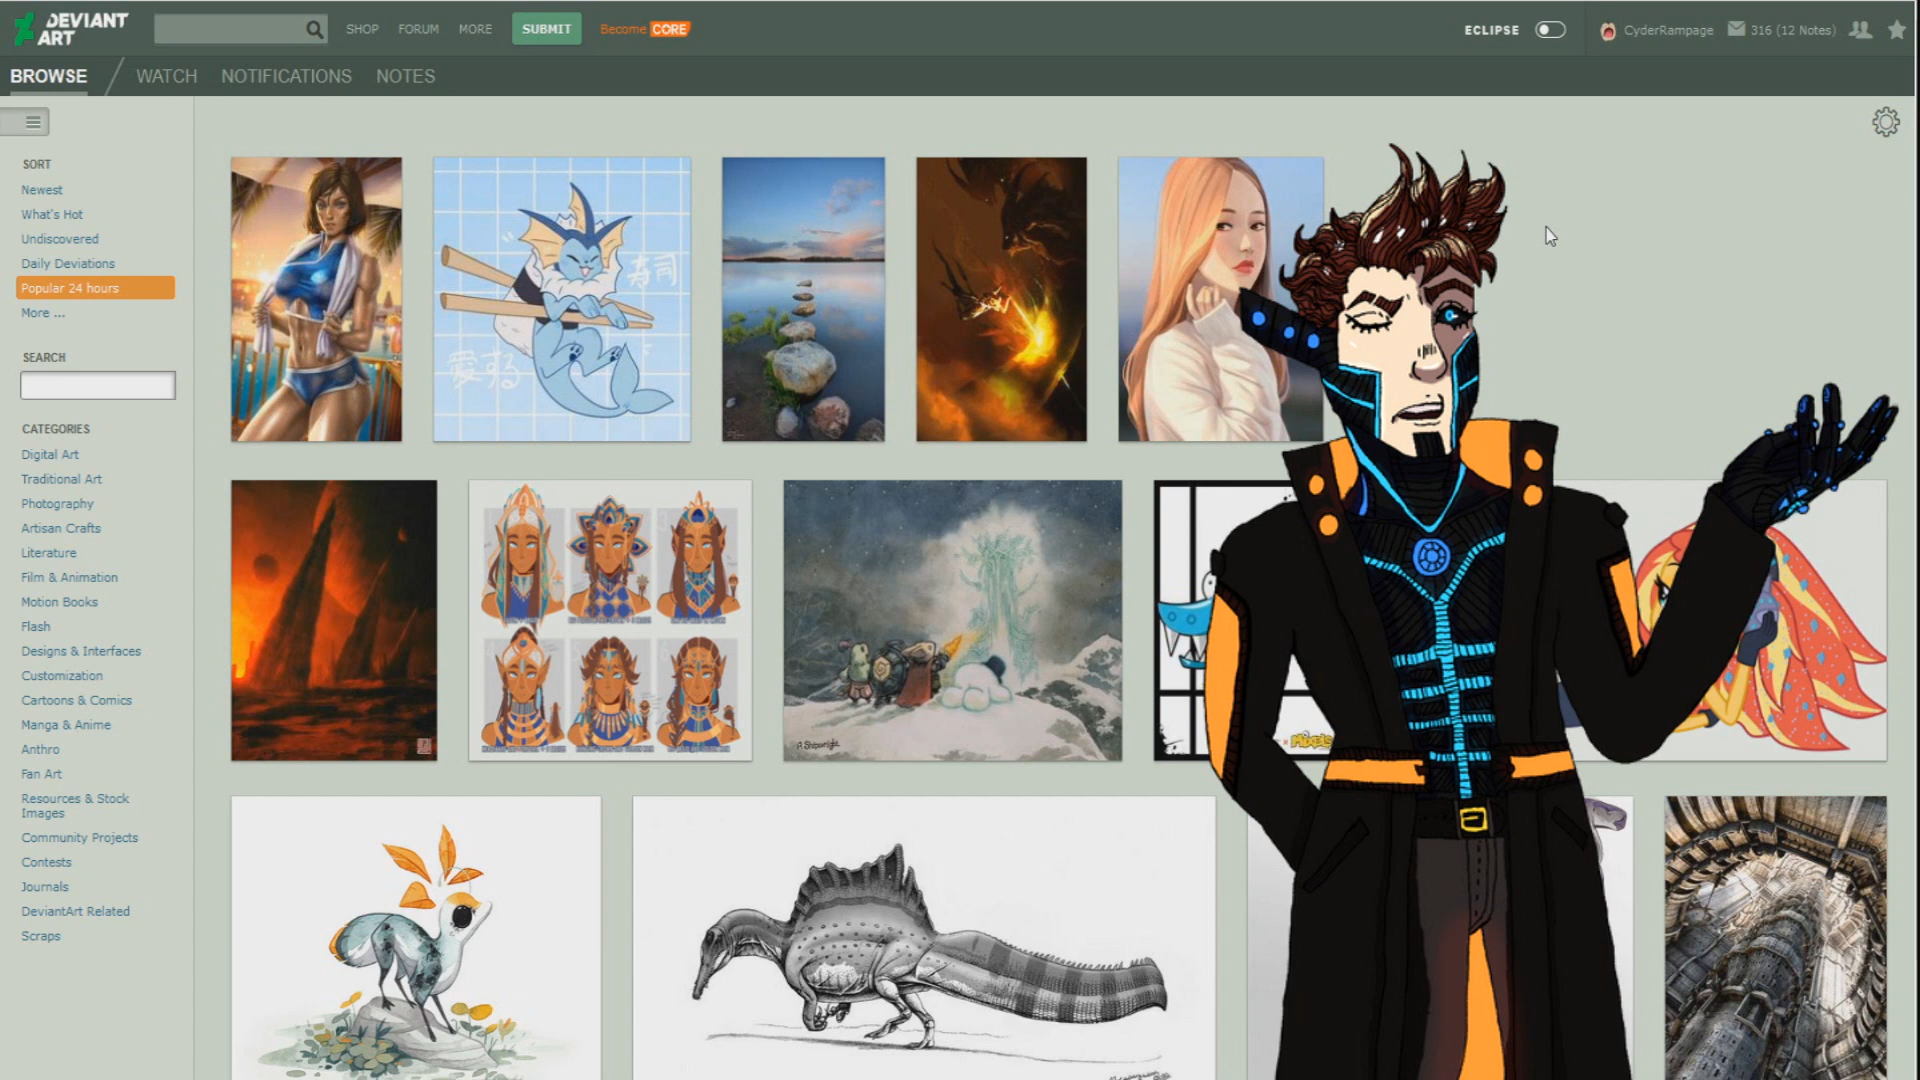 DEVIANT ART
SHOP FORUM MORE SUBMIT Become CORE
ECLIPSE
CyderRampage 316 (12 Notes)
BROWSE WATCH NOTIFICATIONS NOTES
SORT
Newest
What's Hot
Undiscovered
Daily Deviations
Popular 24 hours
More ...
SEARCH
CATEGORIES
Digital Art
Traditional Art
Photography
Artisan Crafts
Literature
Film & Animation
Motion Books
Flash
Designs & Interfaces
Customization
Cartoons & Comics
Manga & Anime
Anthro
Fan Art
Resources & Stock
Images
Community Projects
Contests
Journals
DeviantArt Related
Scraps
寿司
愛する
MIXELS